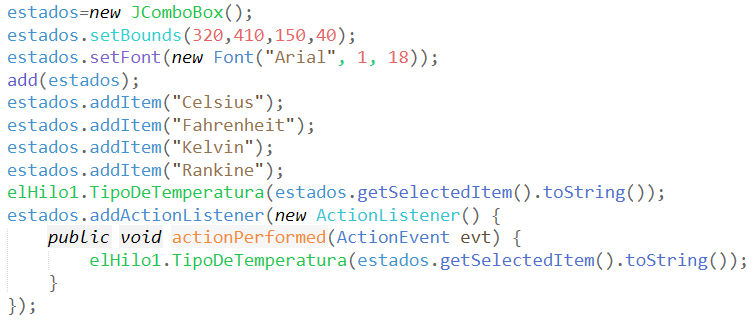 estados=new JComboBox();
estados.setBounds(320,410,150,40);
estados.setFont(new Font("Arial", 1, 18));
add(estados);
estados.addItem("Celsius");
estados.addItem("Fahrenheit");
estados.addItem("Kelvin");
estados.addItem("Rankine");
elHilo1.TipoDeTemperatura(estados.getSelectedItem().toString());
estados.addActionListener(new ActionListener() {
    public void actionPerformed(ActionEvent evt) {
        elHilo1.TipoDeTemperatura(estados.getSelectedItem().toString());
    }
});